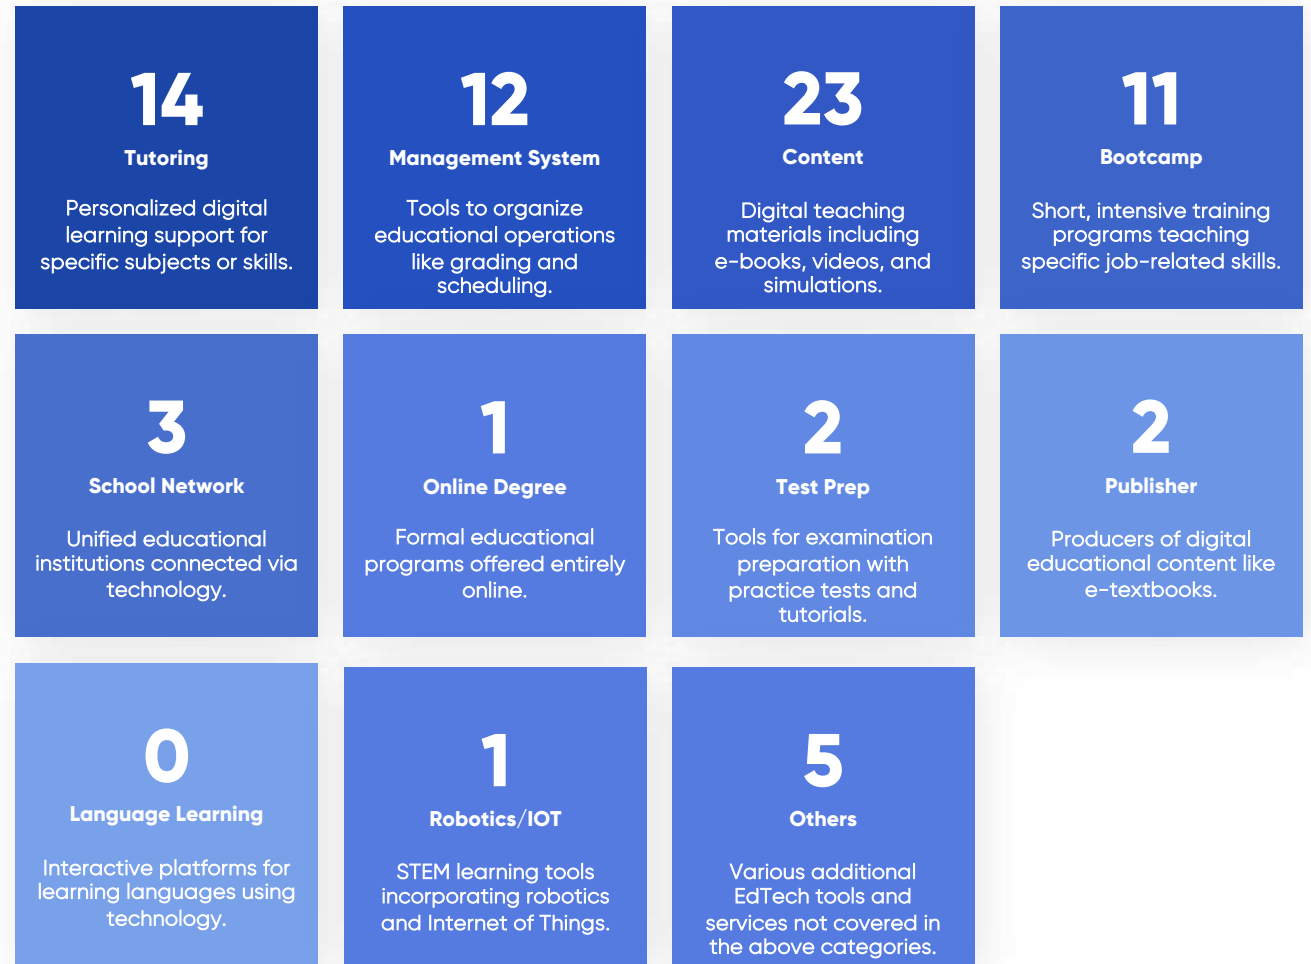 14
Tutoring
Personalized digital
learning support for
specific subjects or skills.
12
Management System
Tools to organize
educational operations
like grading and
scheduling.
23
Content
Digital teaching
materials including
e-books, videos, and
simulations.
11
Bootcamp
Short, intensive training
programs teaching
specific job-related skills.
3
School Network
Unified educational
institutions connected via
technology.
1
Online Degree
Formal educational
programs offered entirely
online.
2
Test Prep
Tools for examination
preparation with
practice tests and
tutorials.
2
Publisher
Producers of digital
educational content like
e-textbooks.
0
Language Learning
Interactive platforms for
learning languages using
technology.
1
Robotics/IOT
STEM learning tools
incorporating robotics
and Internet of Things.
5
Others
Various additional
EdTech tools and
services not covered in
the above categories.